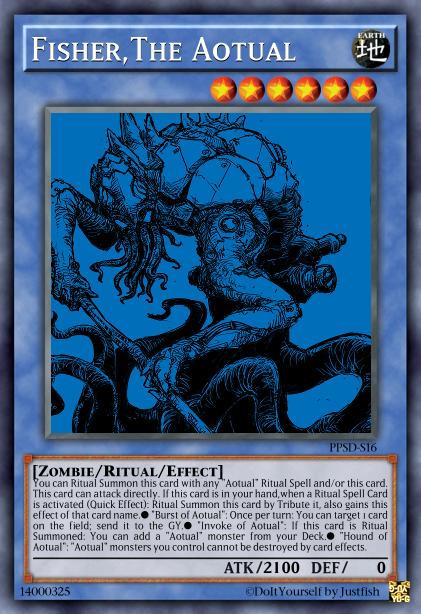 FISHER,THE AOTUAL
EARTH
地
PPSD-S16
[ZOMBIE/RITUAL/EFFECT]
You can Ritual Summon this card with any "Aotual" Ritual Spell and/or this card.
This card can attack directly. If this card is in your hand,when a Ritual Spell Card
is activated (Quick Effect): Ritual Summon this card by Tribute it, also gains this
effect of that card name.● "Burst of Aotual": Once per turn: You can target 1 card
on the field; send it to the GY.● "Invoke of Aotual": If this card is Ritual
Summoned: You can add a "Aotual" monster from your Deck.● "Hound of
Aotual": "Aotual" monsters you control cannot be destroyed by card effects.
ATK/2100 DEF/ 0
14000325
©DoItYourself by Justfish